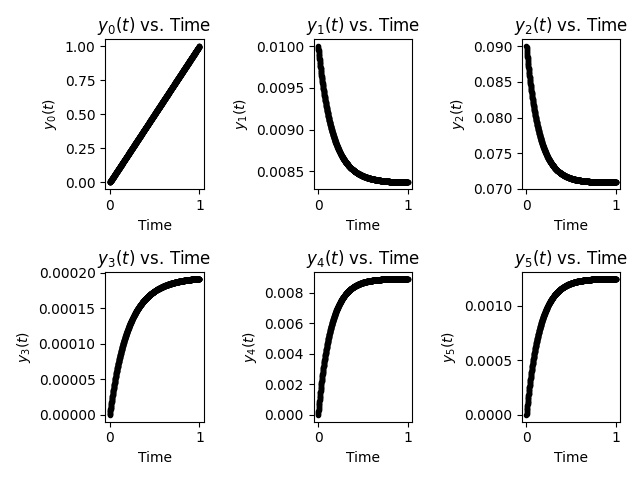 y₀(t) vs. Time
y₀(t)
1.00
0.75
0.50
0.25
0.00
0 1
Time
y₁(t) vs. Time
y₁(t)
0.0100
0.0095
0.0090
0.0085
0 1
Time
y₂(t) vs. Time
y₂(t)
0.090
0.085
0.080
0.075
0.070
0 1
Time
y₃(t) vs. Time
y₃(t)
0.00020
0.00015
0.00010
0.00005
0.00000
0 1
Time
y₄(t) vs. Time
y₄(t)
0.008
0.006
0.004
0.002
0.000
0 1
Time
y₅(t) vs. Time
y₅(t)
0.0010
0.0005
0.0000
0 1
Time